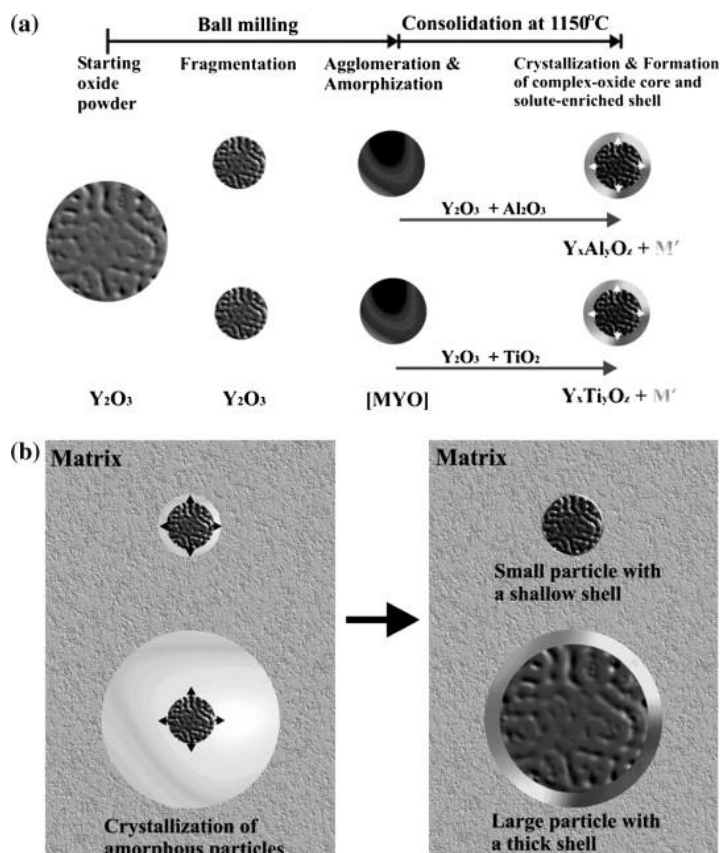 (a)
Ball milling
Consolidation at 1150°C
Starting
oxide
powder
Fragmentation
Agglomeration &
Amorphization
Crystallization & Formation
of complex-oxide core and
solute-enriched shell
Y₂O₃ + Al₂O₃
YₓAlᵧO_z + M′
Y₂O₃ + TiO₂
Y₂O₃
Y₂O₃
[MYO]
YₓTiᵧO_z + M′
(b)
Matrix
Crystallization of
amorphous particles
Matrix
Small particle with
a shallow shell
Large particle with
a thick shell